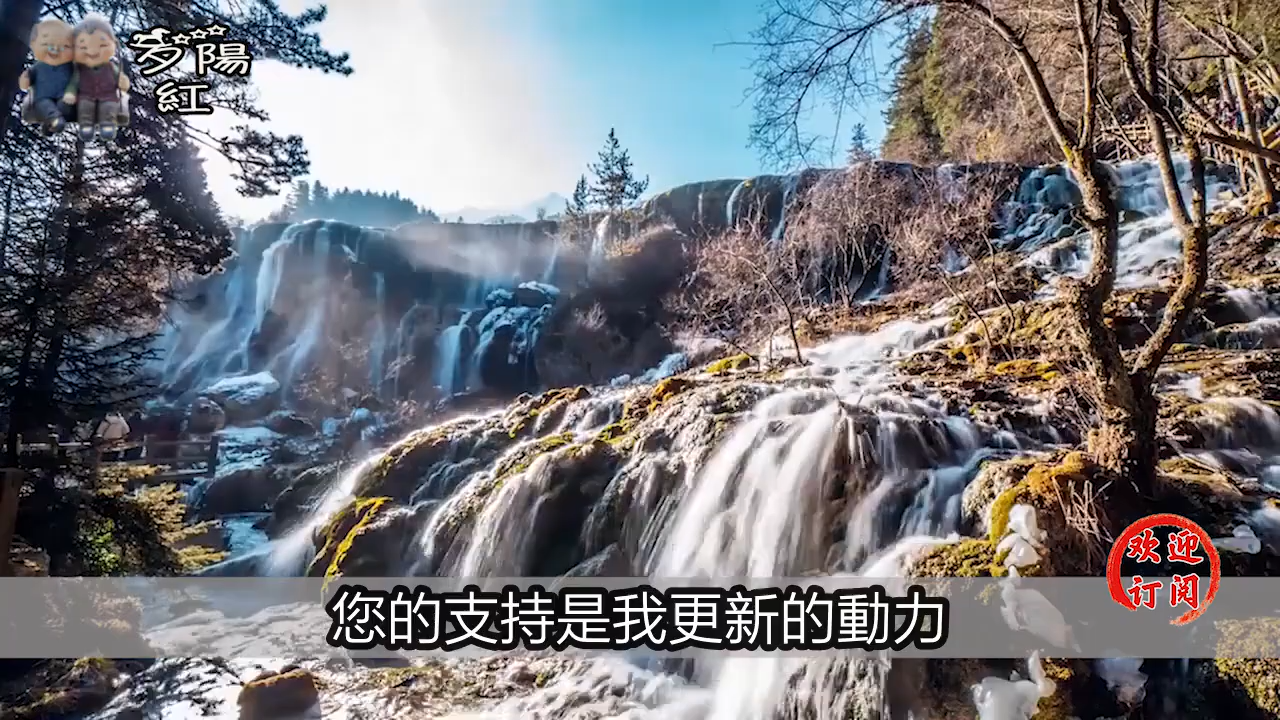 夕陽
紅
欢迎
订阅
您的支持是我更新的動力